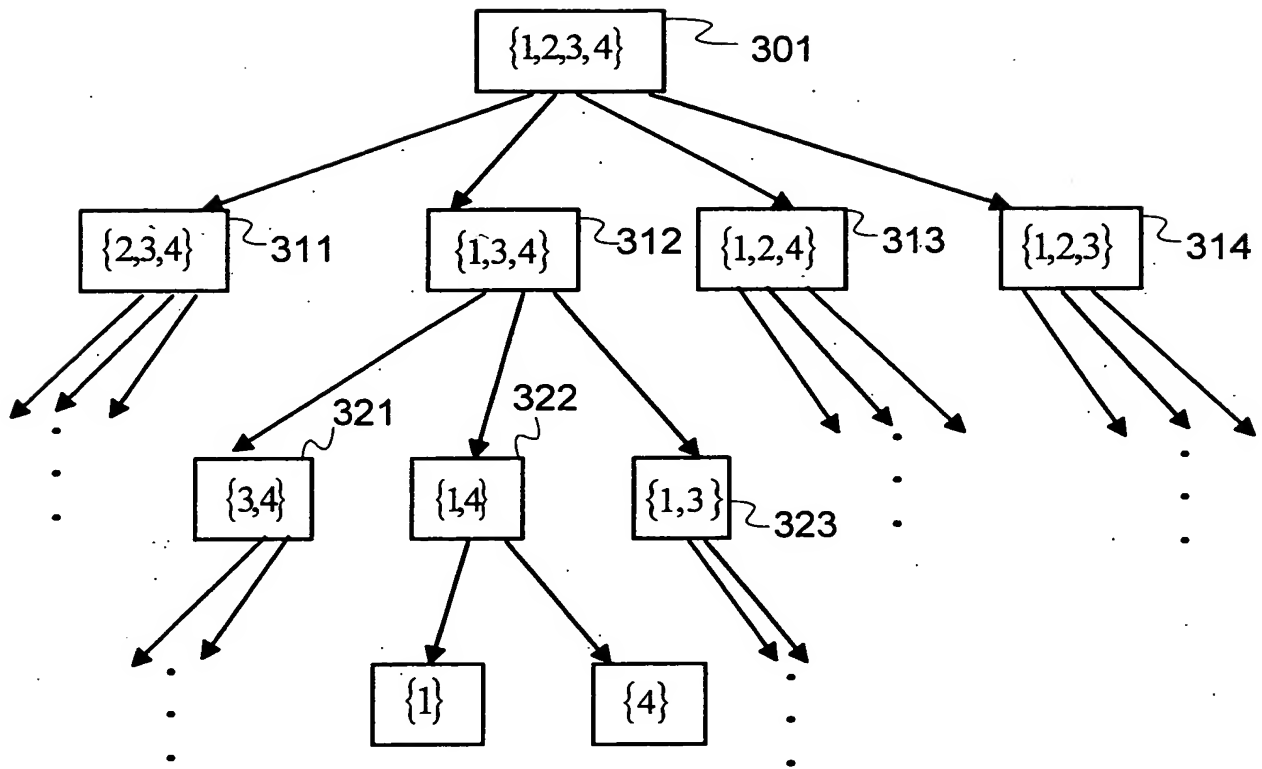 {1,2,3,4} 301
{2,3,4} 311 {1,3,4} 312 {1,2,4} 313 {1,2,3} 314
321 322
{3,4} {1,4} {1,3} 323
{1} {4}